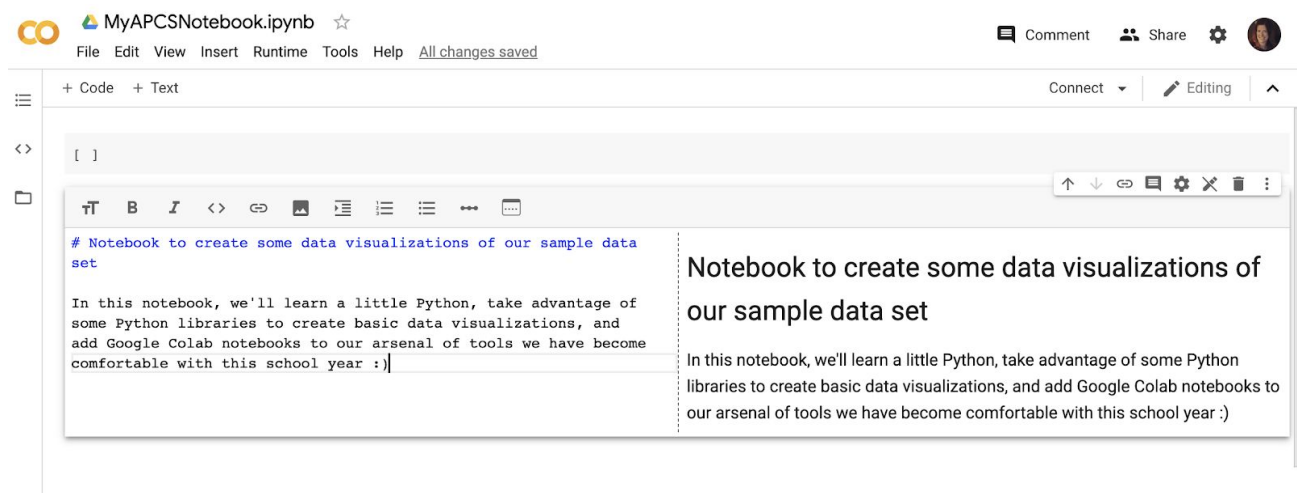 MyAPCSNotebook.ipynb
File Edit View Insert Runtime Tools Help All changes saved
Comment Share
+ Code + Text
Connect Editing
[ ]
# Notebook to create some data visualizations of our sample data
set
In this notebook, we'll learn a little Python, take advantage of
some Python libraries to create basic data visualizations, and
add Google Colab notebooks to our arsenal of tools we have become
comfortable with this school year :)
Notebook to create some data visualizations of
our sample data set
In this notebook, we'll learn a little Python, take advantage of some Python
libraries to create basic data visualizations, and add Google Colab notebooks to
our arsenal of tools we have become comfortable with this school year :)